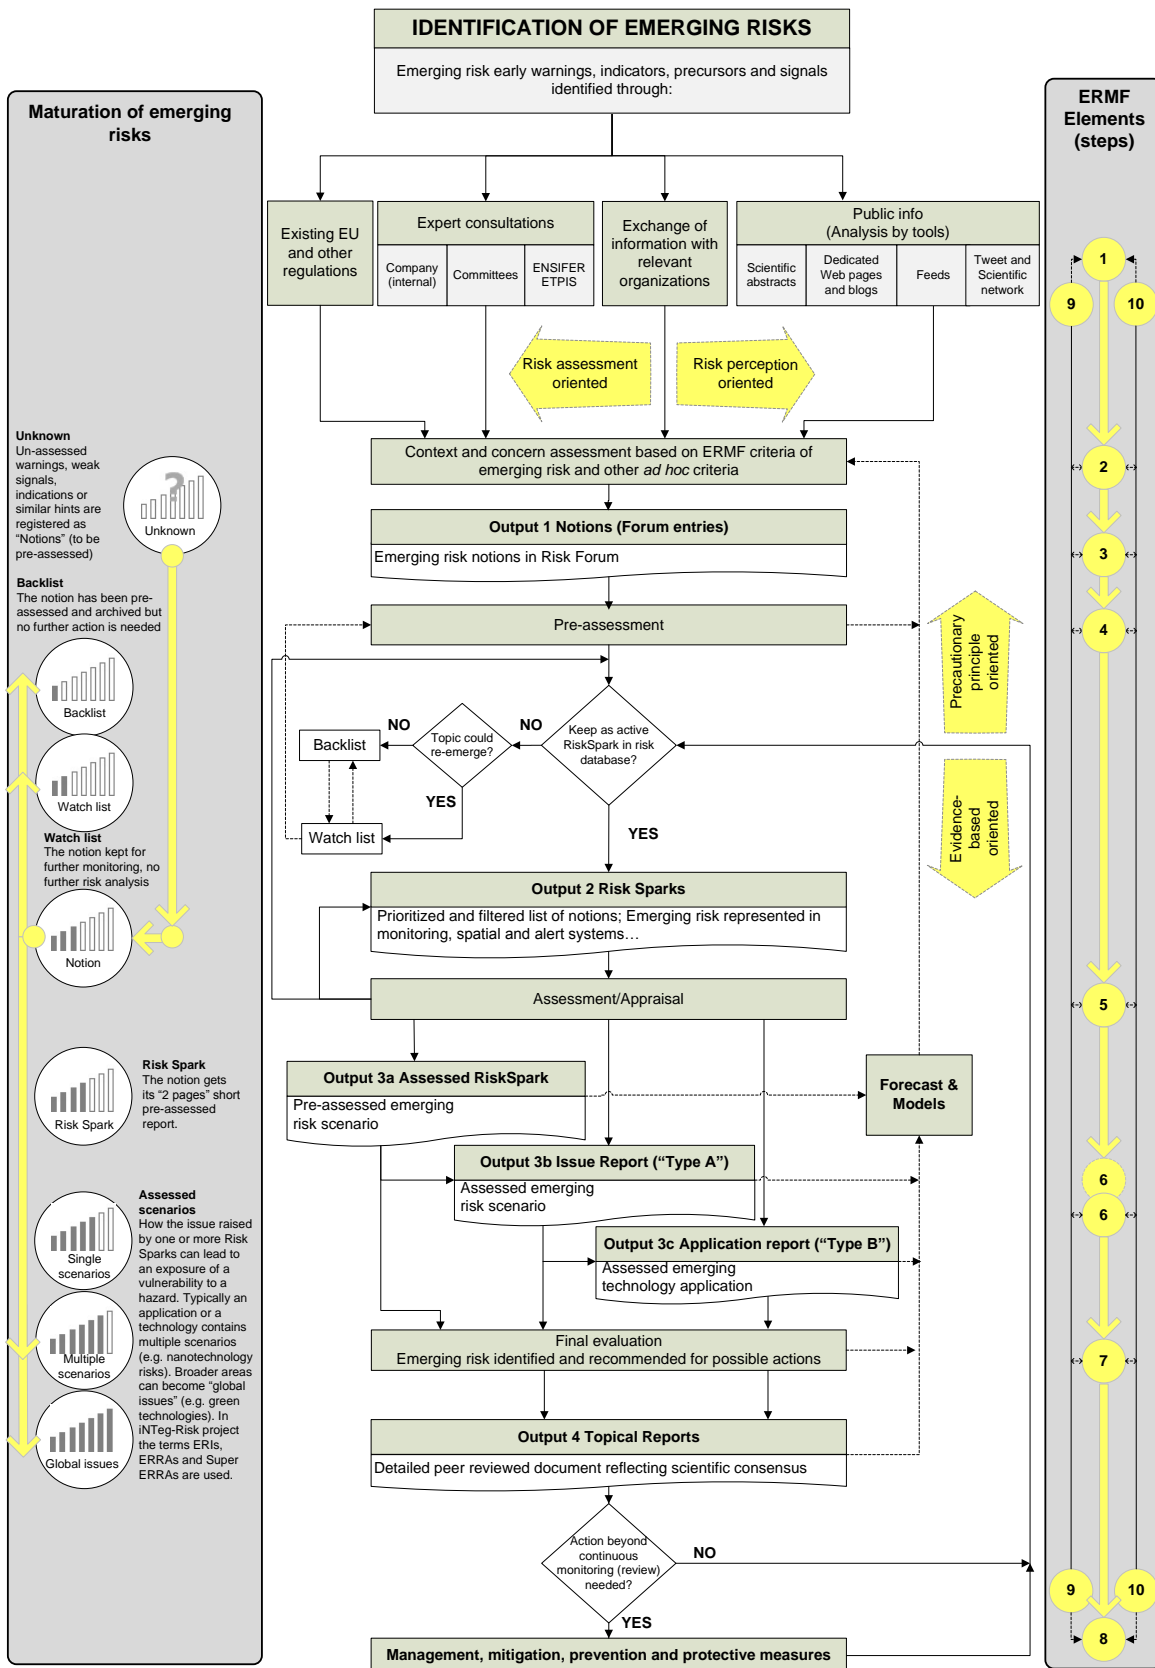 IDENTIFICATION OF EMERGING RISKS
Emerging risk early warnings, indicators, precursors and signals
identified through:
Maturation of emerging
risks
ERMF
Elements
(steps)
Existing EU
and other
regulations
Expert consultations
Company
(internal)
Committees
ENSIFER
ETPIS
Exchange of
information with
relevant
organizations
Public info
(Analysis by tools)
Scientific
abstracts
Dedicated
Web pages
and blogs
Feeds
Tweet and
Scientific
network
1
9
10
Risk assessment
oriented
Risk perception
oriented
Unknown
Un-assessed
warnings, weak
signals,
indications or
similar hints are
registered as
“Notions” (to be
pre-assessed)
?
Unknown
Context and concern assessment based on ERMF criteria of
emerging risk and other ad hoc criteria
2
Output 1 Notions (Forum entries)
Emerging risk notions in Risk Forum
3
Backlist
The notion has been pre-
assessed and archived but
no further action is needed
Backlist
Pre-assessment
4
Precautionary
principle
oriented
Keep as active
RiskSpark in risk
database?
NO
Topic could
re-emerge?
NO
Backlist
YES
Watch list
YES
Evidence-
based
oriented
Watch list
Watch list
The notion kept for
further monitoring, no
further risk analysis
Notion
Output 2 Risk Sparks
Prioritized and filtered list of notions; Emerging risk represented in
monitoring, spatial and alert systems…
Assessment/Appraisal
5
Risk Spark
Risk Spark
The notion gets
its “2 pages” short
pre-assessed
report.
Output 3a Assessed RiskSpark
Pre-assessed emerging
risk scenario
Forecast &
Models
Output 3b Issue Report (“Type A”)
Assessed emerging
risk scenario
6
6
Output 3c Application report (“Type B”)
Assessed emerging
technology application
Single
scenarios
Multiple
scenarios
Global issues
Assessed
scenarios
How the issue raised
by one or more Risk
Sparks can lead to
an exposure of a
vulnerability to a
hazard. Typically an
application or a
technology contains
multiple scenarios
(e.g. nanotechnology
risks). Broader areas
can become “global
issues” (e.g. green
technologies). In
iNTeg-Risk project
the terms ERIs,
ERRAs and Super
ERRAs are used.
Final evaluation
Emerging risk identified and recommended for possible actions
7
Output 4 Topical Reports
Detailed peer reviewed document reflecting scientific consensus
Action beyond
continuous
monitoring (review)
needed?
NO
YES
9
10
8
Management, mitigation, prevention and protective measures